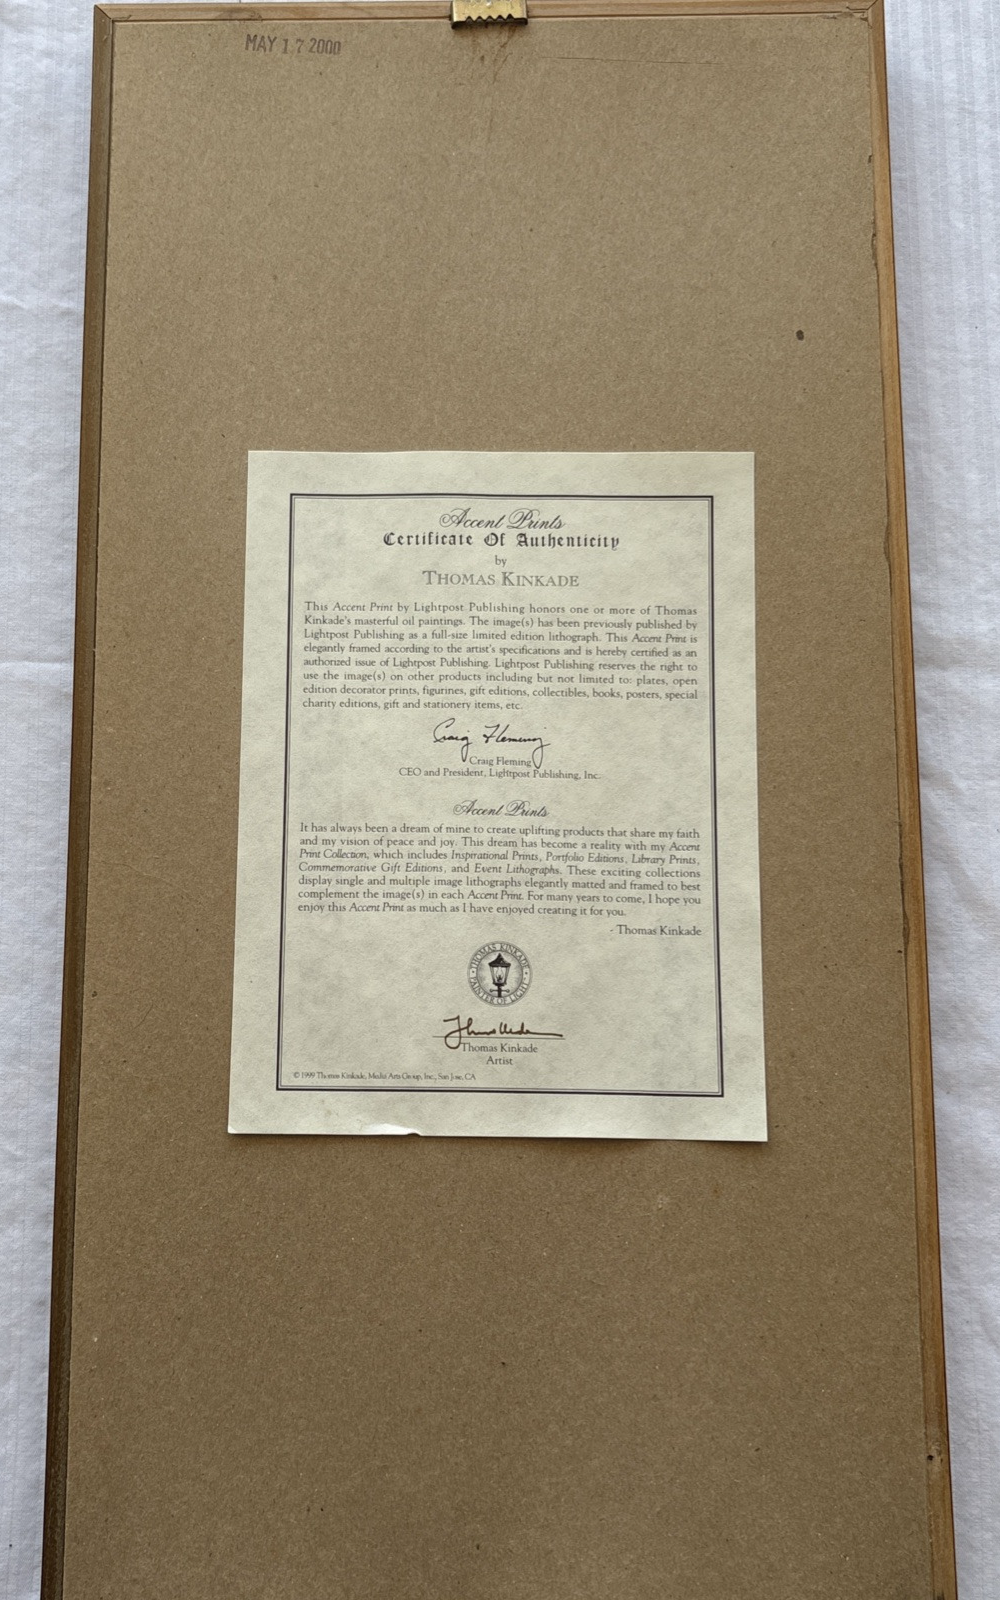 MAY 17 2000
Accent Prints
Certificate Of Authenticity
by
THOMAS KINKADE
This Accent Print by Lightpost Publishing honors one or more of Thomas
Kinkade's masterful oil paintings. The image(s) has been previously published by
Lightpost Publishing as a full-size limited edition lithograph. This Accent Print is
elegantly framed according to the artist's specifications and is hereby certified as an
authorized issue of Lightpost Publishing. Lightpost Publishing reserves the right to
use the image(s) on other products including but not limited to: plates, open
edition decorator prints, figurines, gift editions, collectibles, books, posters, special
charity editions, gift and stationery items, etc.
Craig Fleming
Craig Fleming
CEO and President, Lightpost Publishing, Inc.
Accent Prints
It has always been a dream of mine to create uplifting products that share my faith
and my vision of peace and joy. This dream has become a reality with my Accent
Print Collection, which includes Inspirational Prints, Portfolio Editions, Library Prints,
Commemorative Gift Editions, and Event Lithographs. These exciting collections
display single and multiple image lithographs elegantly matted and framed to best
complement the image(s) in each Accent Print. For many years to come, I hope you
enjoy this Accent Print as much as I have enjoyed creating it for you.
- Thomas Kinkade
THOMAS KINKADE
PAINTER OF LIGHT
Thomas Kinkade
Artist
© 1999 Thomas Kinkade, Media Arts Group, Inc., San Jose, CA